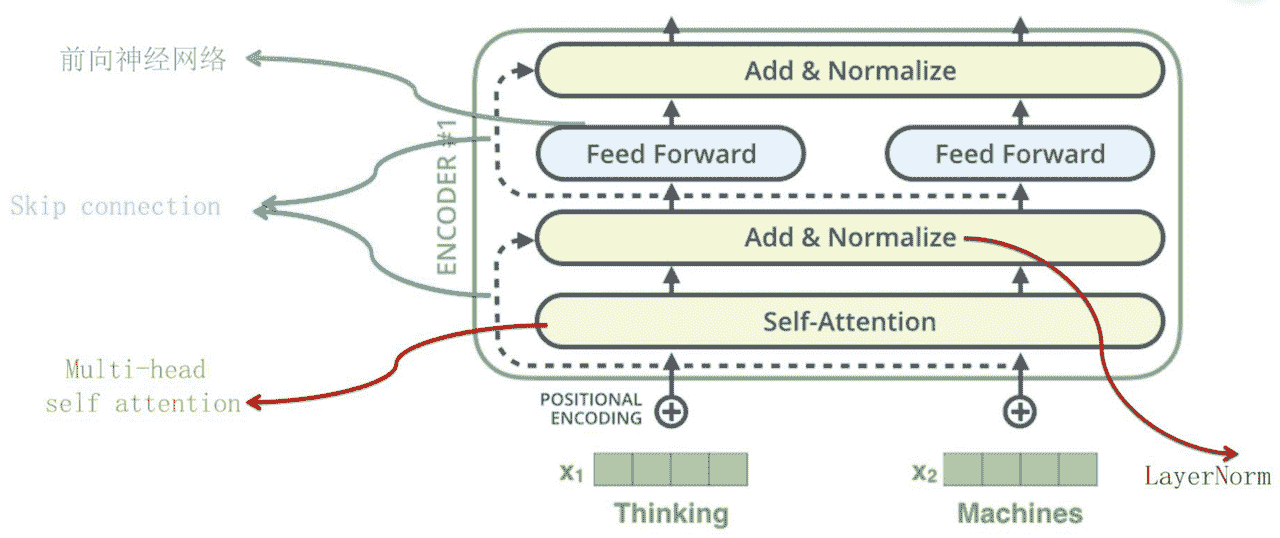 前向神经网络
Skip connection
Multi-head
self attention
ENCODER #1
Add & Normalize
Feed Forward
Feed Forward
Add & Normalize
Self-Attention
POSITIONAL
ENCODING
x1
x2
Thinking
Machines
LayerNorm